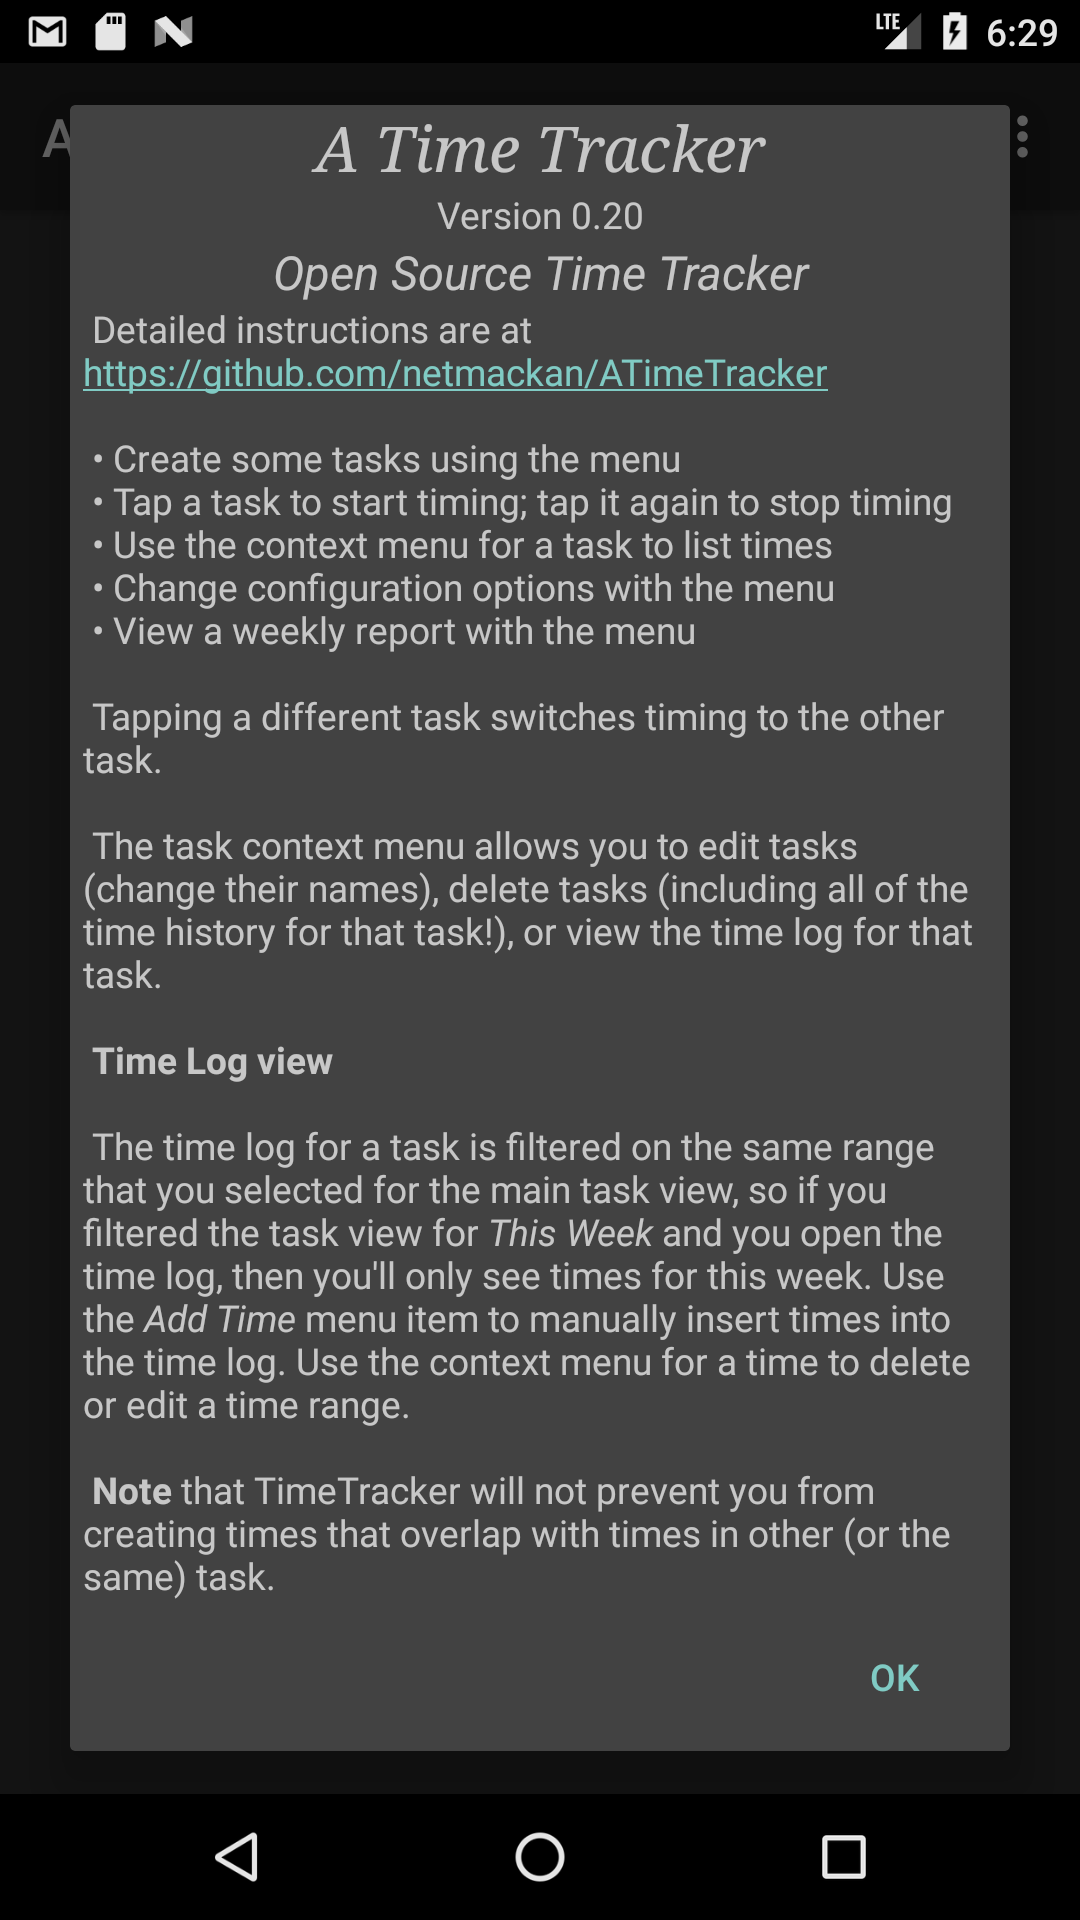 LTE 6:29
A
A Time Tracker
Version 0.20
Open Source Time Tracker
Detailed instructions are at
https://github.com/netmackan/ATimeTracker
• Create some tasks using the menu
• Tap a task to start timing; tap it again to stop timing
• Use the context menu for a task to list times
• Change configuration options with the menu
• View a weekly report with the menu
Tapping a different task switches timing to the other
task.
The task context menu allows you to edit tasks
(change their names), delete tasks (including all of the
time history for that task!), or view the time log for that
task.
Time Log view
The time log for a task is filtered on the same range
that you selected for the main task view, so if you
filtered the task view for This Week and you open the
time log, then you'll only see times for this week. Use
the Add Time menu item to manually insert times into
the time log. Use the context menu for a time to delete
or edit a time range.
Note that TimeTracker will not prevent you from
creating times that overlap with times in other (or the
same) task.
OK